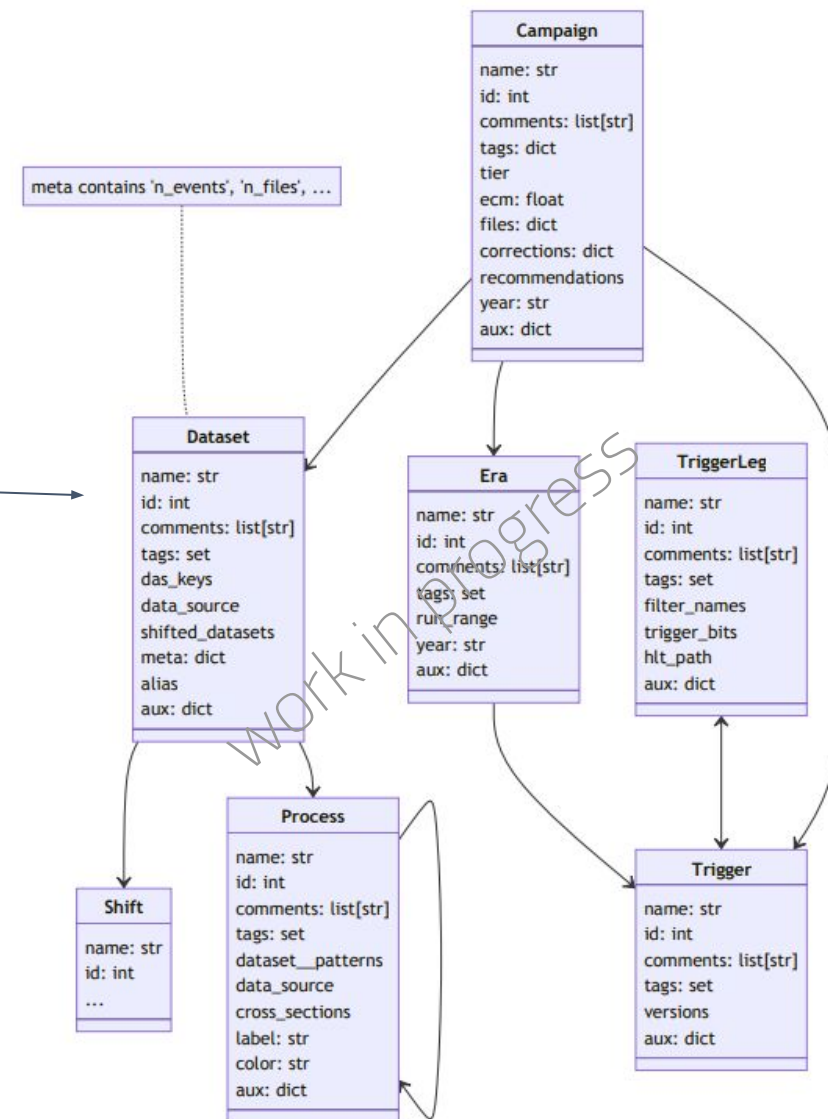 Campaign
name: str
id: int
comments: list[str]
tags: dict
tier
ecm: float
files: dict
corrections: dict
recommendations
year: str
aux: dict
meta contains 'n_events', 'n_files', ...
Dataset
name: str
id: int
comments: list[str]
tags: set
das_keys
data_source
shifted_datasets
meta: dict
alias
aux: dict
Era
name: str
id: int
comments: list[str]
tags: set
run_range
year: str
aux: dict
TriggerLeg
name: str
id: int
comments: list[str]
tags: set
filter_names
trigger_bits
hlt_path
aux: dict
work in progress
Shift
name: str
id: int
...
Process
name: str
id: int
comments: list[str]
tags: set
dataset__patterns
data_source
cross_sections
label: str
color: str
aux: dict
Trigger
name: str
id: int
comments: list[str]
tags: set
versions
aux: dict